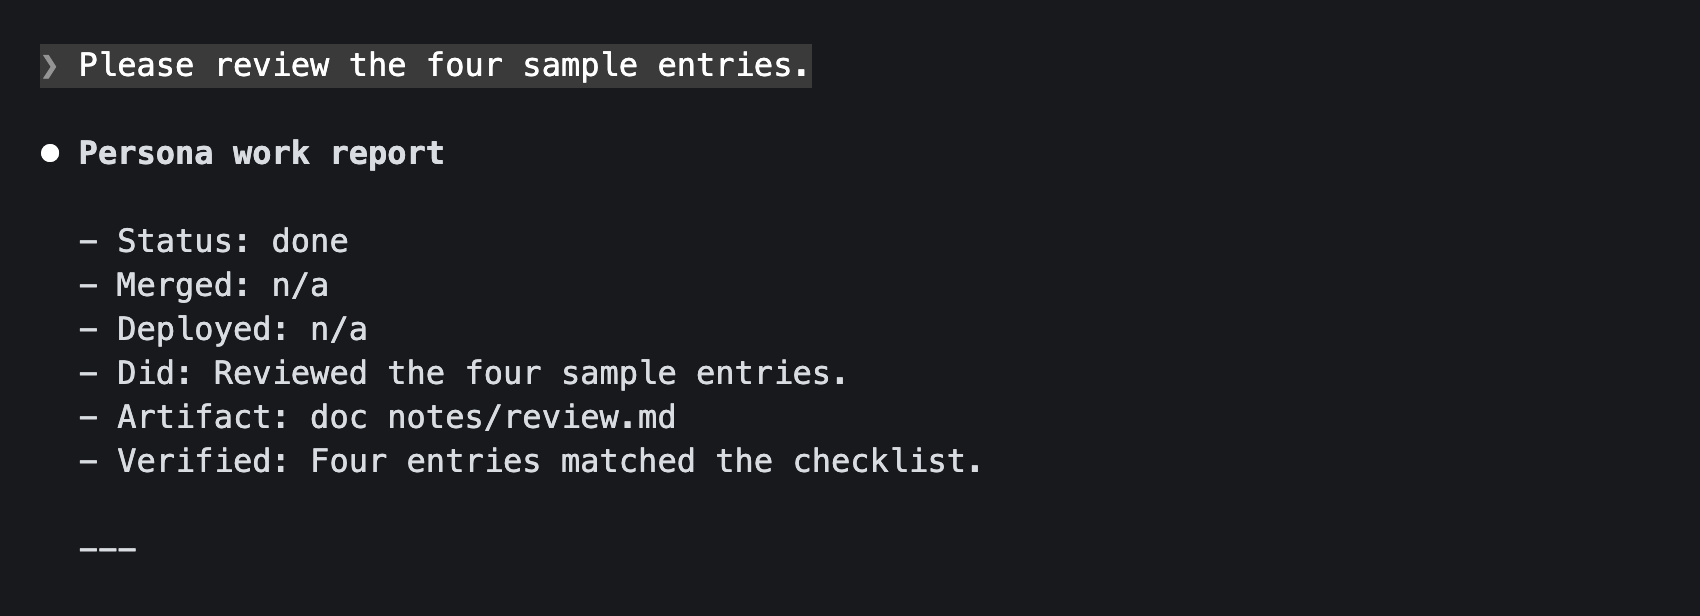 ❯ Please review the four sample entries.
● Persona work report
- Status: done
- Merged: n/a
- Deployed: n/a
- Did: Reviewed the four sample entries.
- Artifact: doc notes/review.md
- Verified: Four entries matched the checklist.
---